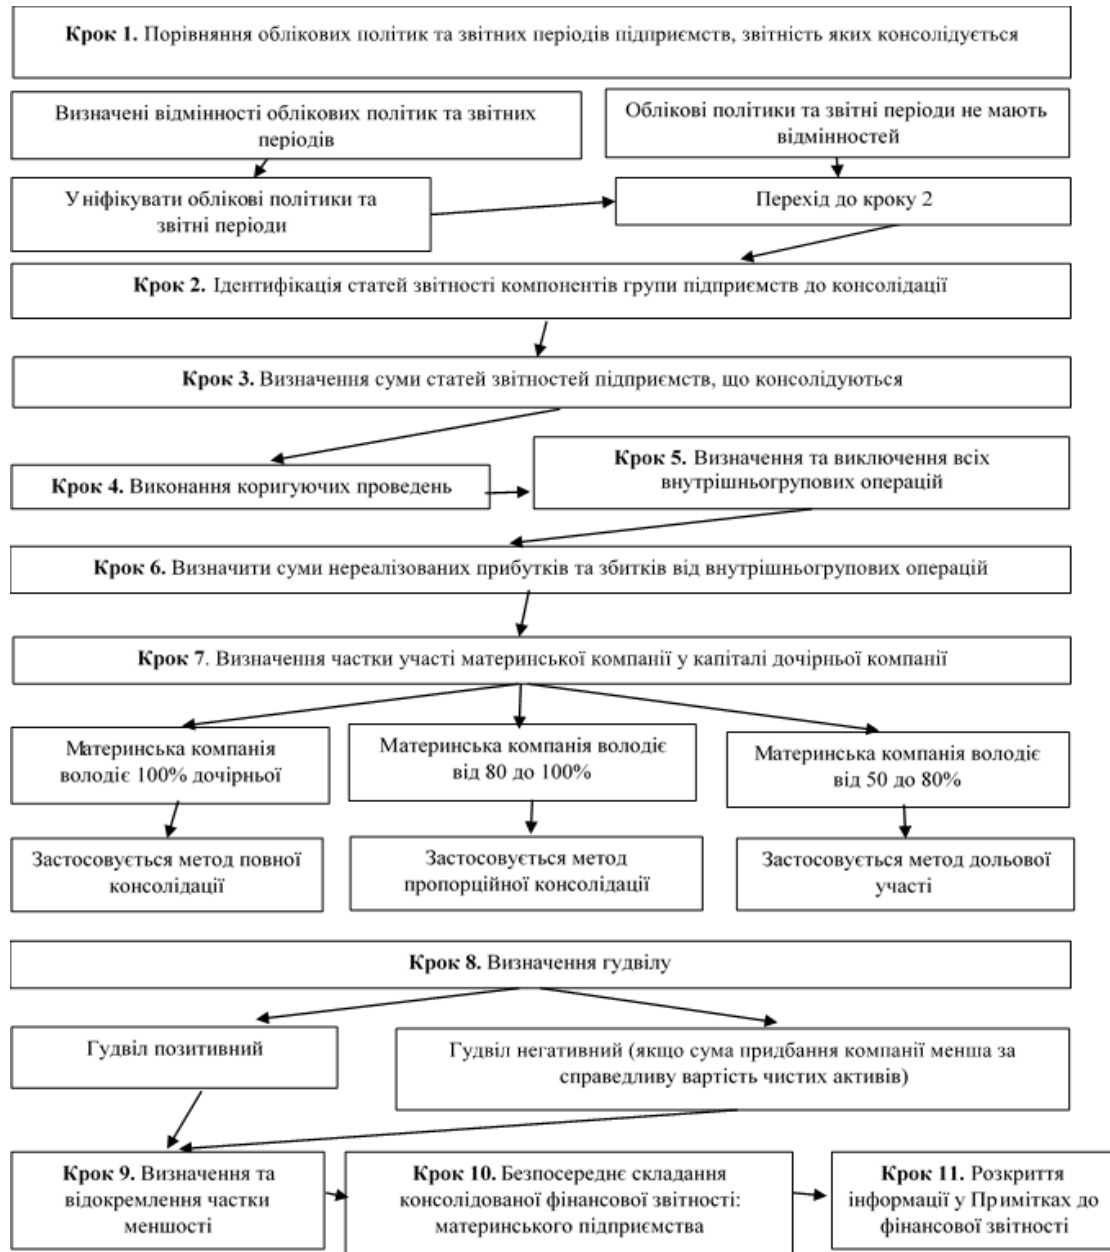 Крок 1. Порівняння облікових політик та звітних періодів підприємств, звітність яких консолідується
Визначені відмінності облікових політик та звітних
періодів
Облікові політики та звітні періоди не мають
відмінностей
Уніфікувати облікові політики та
звітні періоди
Перехід до кроку 2
Крок 2. Ідентифікація статей звітності компонентів групи підприємств до консолідації
Крок 3. Визначення суми статей звітностей підприємств, що консолідуються
Крок 4. Виконання коригуючих проведень
Крок 5. Визначення та виключення всіх
внутрішньогрупових операцій
Крок 6. Визначити суми нереалізованих прибутків та збитків від внутрішньогрупових операцій
Крок 7. Визначення частки участі материнської компанії у капіталі дочірньої компанії
Материнська компанія
володіє 100% дочірньої
Материнська компанія володіє
від 80 до 100%
Материнська компанія володіє
від 50 до 80%
Застосовується метод повної
консолідації
Застосовується метод
пропорційної консолідації
Застосовується метод дольової
участі
Крок 8. Визначення гудвілу
Гудвіл позитивний
Гудвіл негативний (якщо сума придбання компанії менша за
справедливу вартість чистих активів)
Крок 9. Визначення та
відокремлення частки
меншості
Крок 10. Безпосереднє складання
консолідованої фінансової звітності:
материнського підприємства
Крок 11. Розкриття
інформації у Примітках до
фінансової звітності